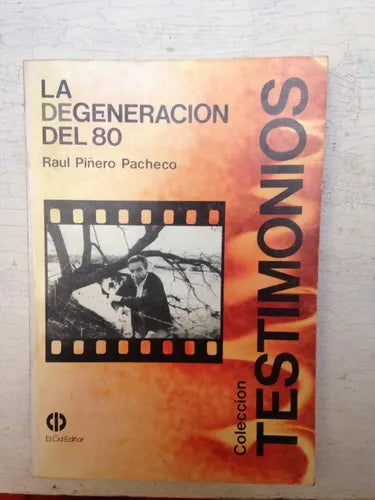 LA
DEGENERACION
DEL 80
Raul Piñero Pacheco
Colección
TESTIMONIOS
El Cid Editor